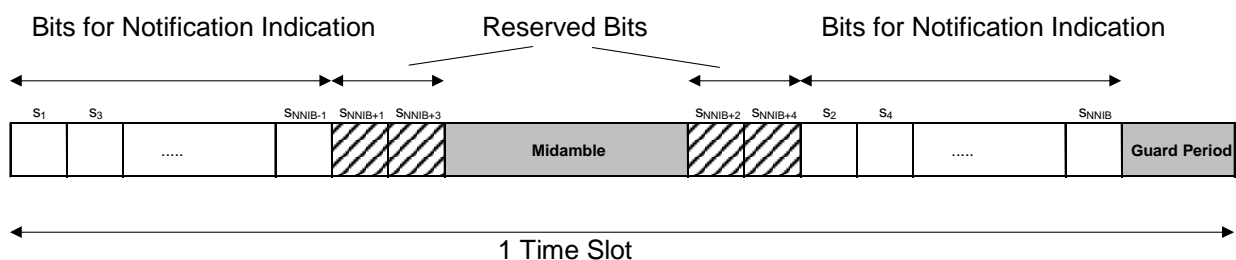 Bits for Notification Indication Reserved Bits Bits for Notification Indication
s1 s3 sNNIB-1 sNNIB+1 sNNIB+3 sNNIB+2 sNNIB+4 s2 s4 sNNIB
..... Midamble ..... Guard Period
1 Time Slot